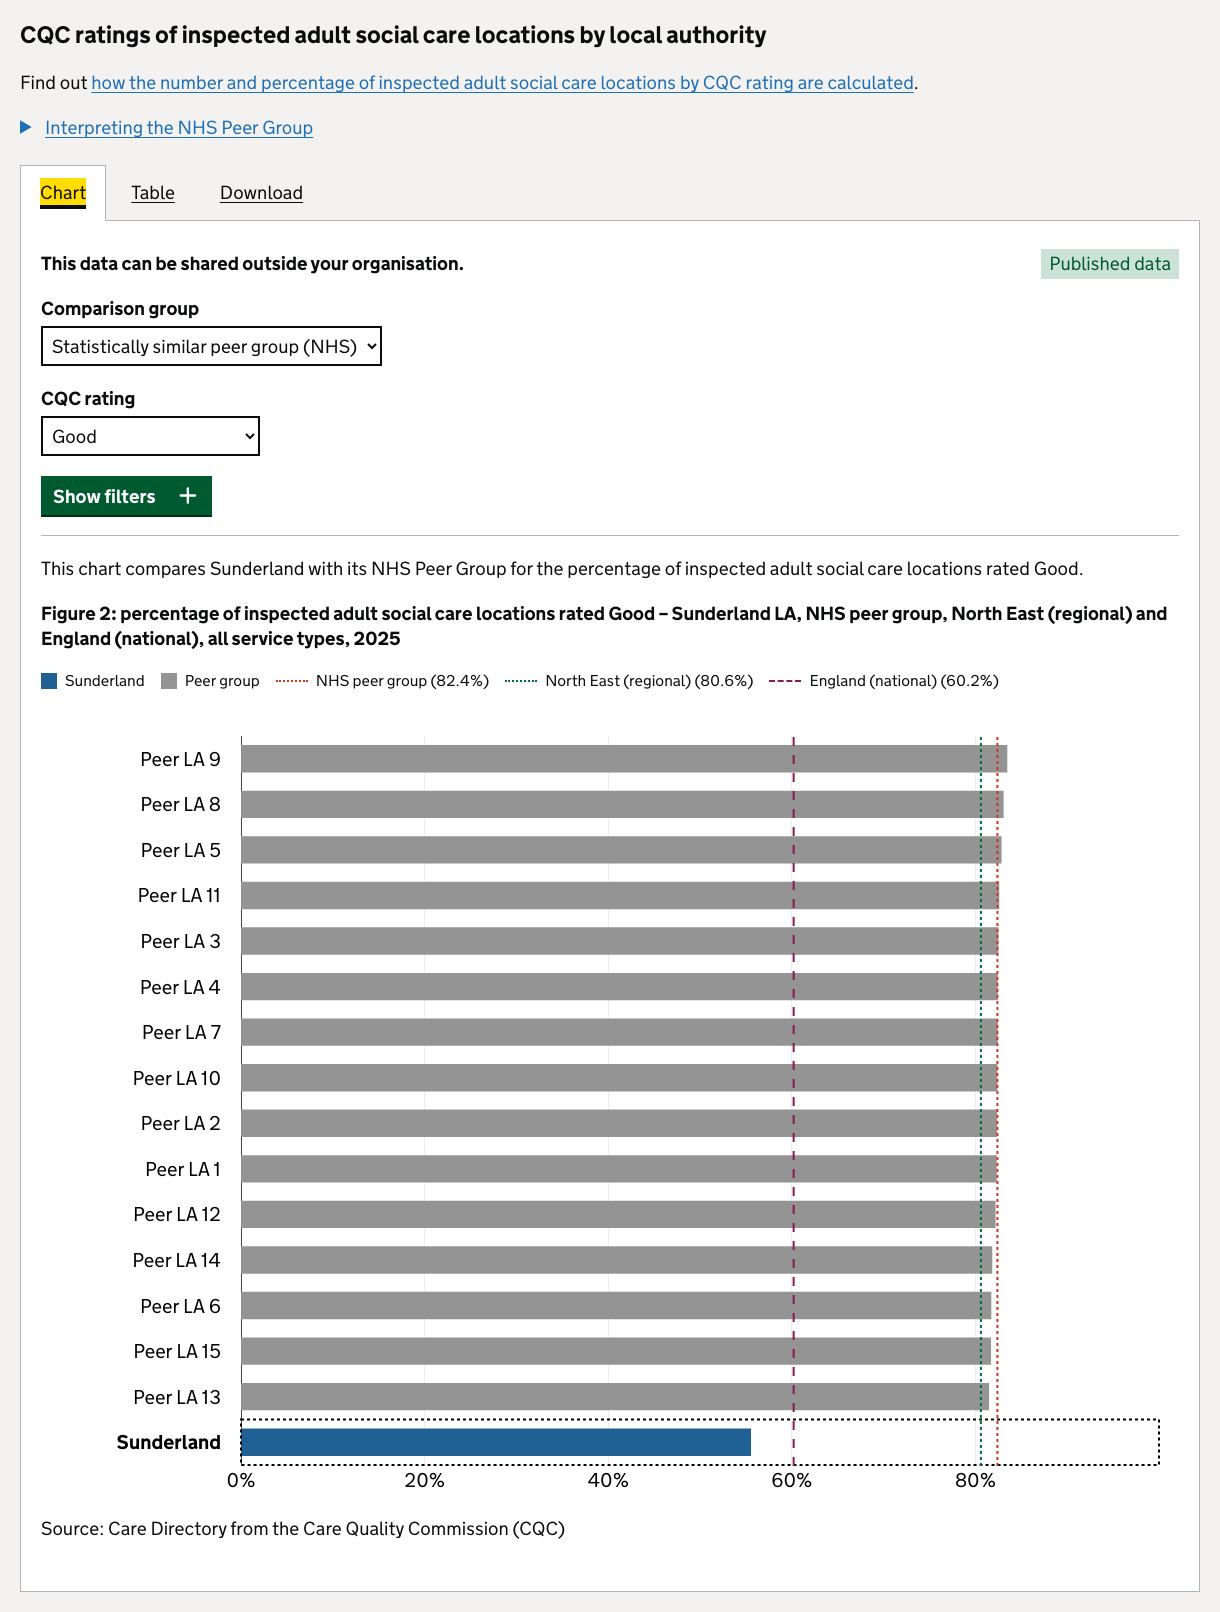 CQC ratings of inspected adult social care locations by local authority
Find out how the number and percentage of inspected adult social care locations by CQC rating are calculated.
Interpreting the NHS Peer Group
Chart
Table
Download
This data can be shared outside your organisation.
Published data
Comparison group
Statistically similar peer group (NHS)
CQC rating
Good
Show filters
This chart compares Sunderland with its NHS Peer Group for the percentage of inspected adult social care locations rated Good.
Figure 2: percentage of inspected adult social care locations rated Good – Sunderland LA, NHS peer group, North East (regional) and
England (national), all service types, 2025
Sunderland
Peer group
NHS peer group (82.4%)
North East (regional) (80.6%)
England (national) (60.2%)
Peer LA 9
Peer LA 8
Peer LA 5
Peer LA 11
Peer LA 3
Peer LA 4
Peer LA 7
Peer LA 10
Peer LA 2
Peer LA 1
Peer LA 12
Peer LA 14
Peer LA 6
Peer LA 15
Peer LA 13
Sunderland
0%
20%
40%
60%
80%
Source: Care Directory from the Care Quality Commission (CQC)